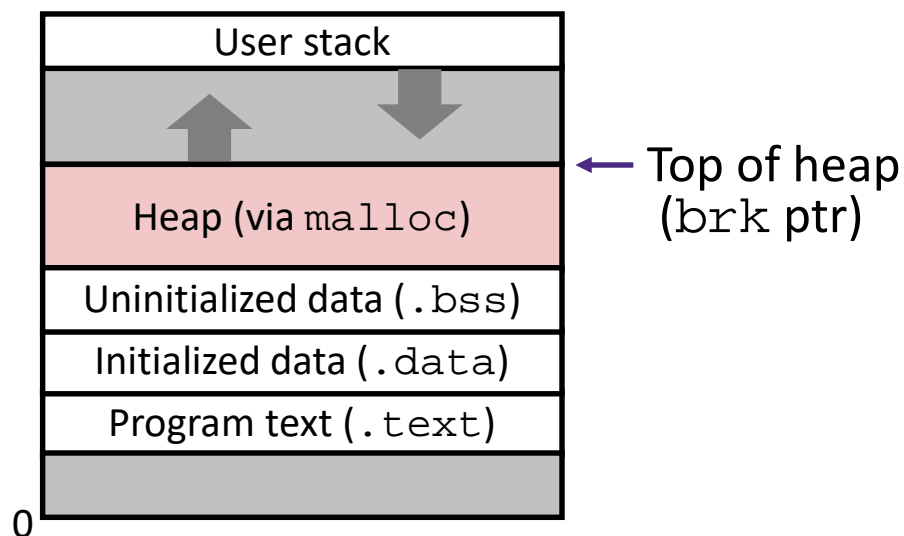 User stack
Top of heap
(brk ptr)
Heap (via malloc)
Uninitialized data (.bss)
Initialized data (.data)
Program text (.text)
0